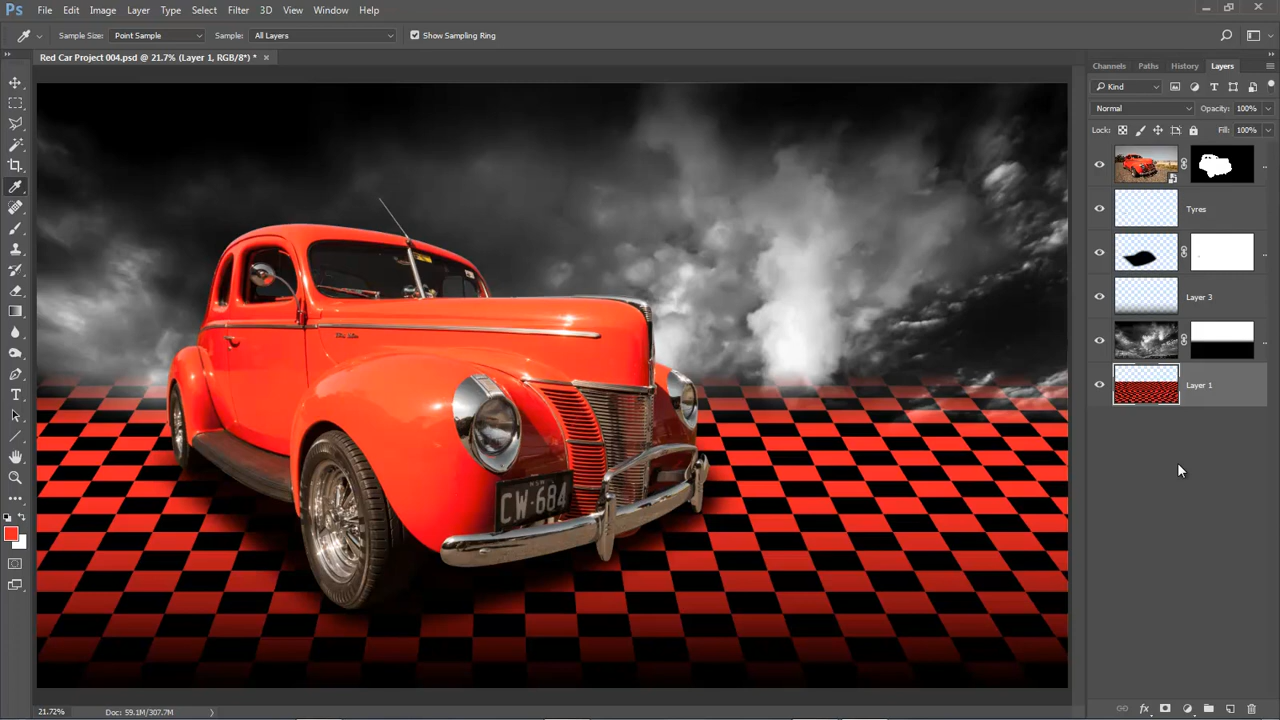 Ps File Edit Image Layer Type Select Filter 3D View Window Help
Sample Size: Point Sample Sample: All Layers Show Sampling Ring
Red Car Project 004.psd @ 21.7% (Layer 1, RGB/8*) * ×
Channels Paths History Layers
Kind
Normal Opacity: 100%
Lock: Fill: 100%
Tyres
Layer 3
Layer 1
CW·684
21.72% Doc: 59.1M/307.7M
fx